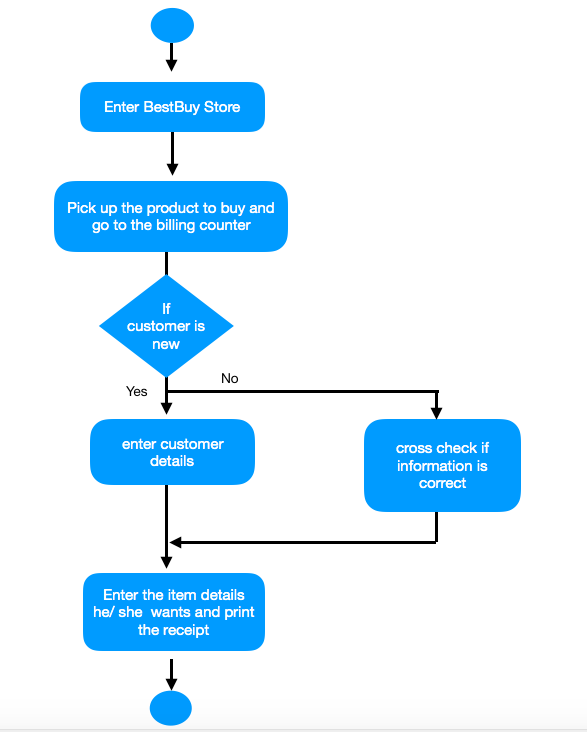 Enter BestBuy Store
Pick up the product to buy and
go to the billing counter
If
customer is
new
Yes
No
enter customer
details
cross check if
information is
correct
Enter the item details
he/ she  wants and print
the receipt